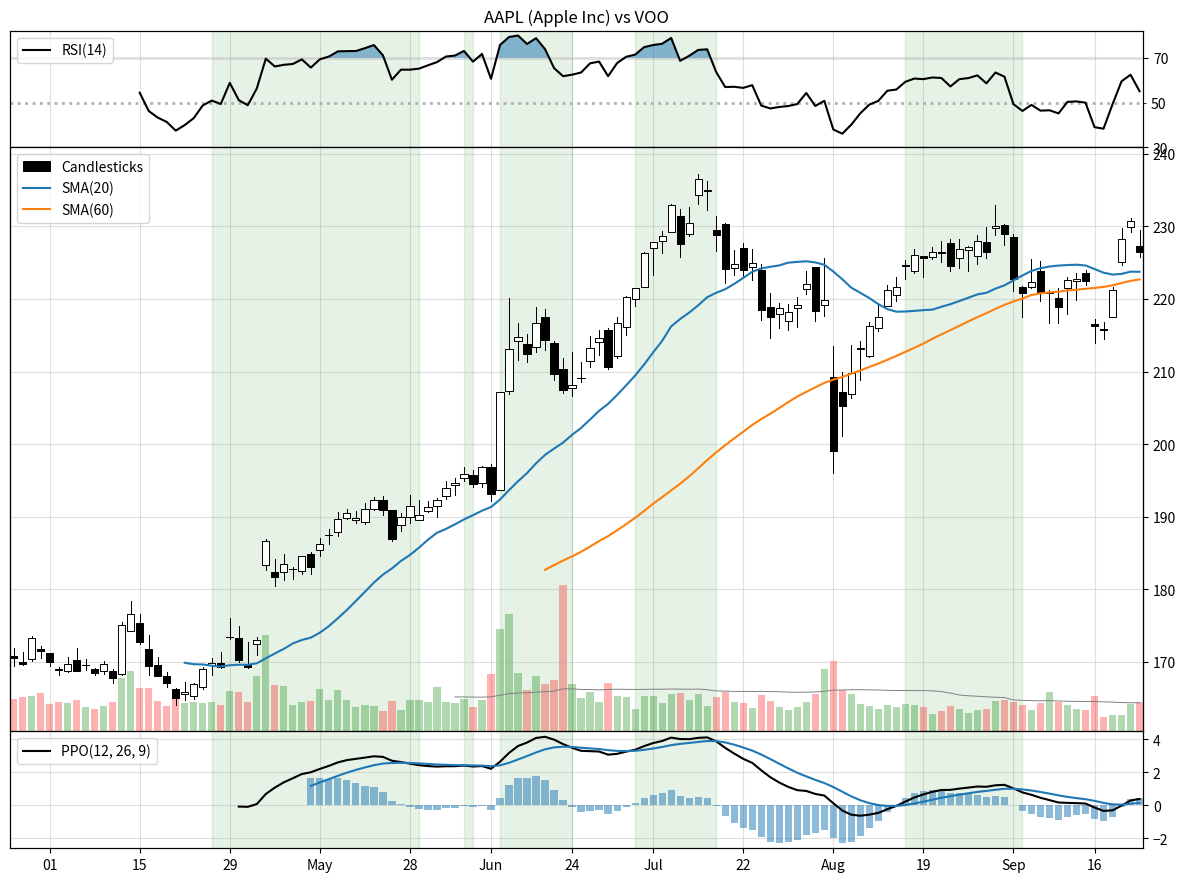 AAPL (Apple Inc) vs VOO
RSI(14)
70
50
30
240
Candlesticks
SMA(20)
SMA(60)
230
220
210
200
190
180
170
PPO(12, 26, 9)
4
2
0
−2
01 15 29 May 28 Jun 24 Jul 22 Aug 19 Sep 16